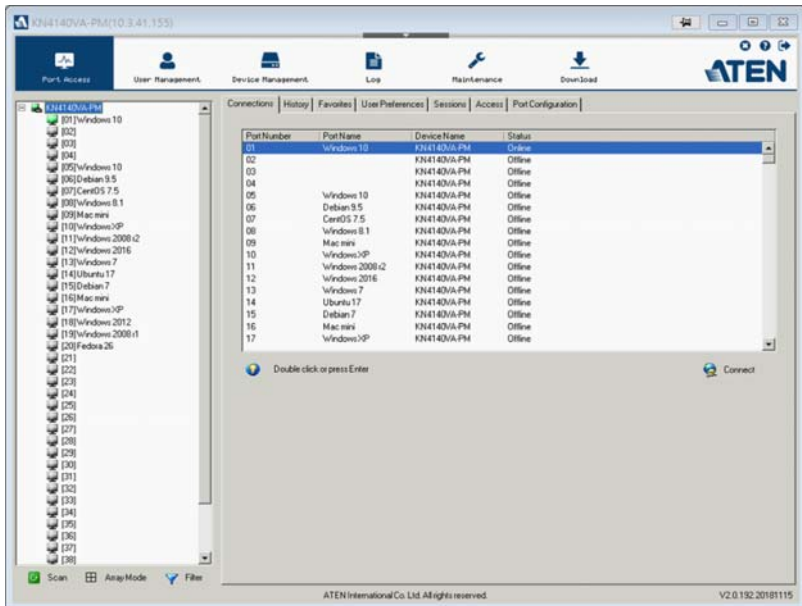 KN4140VA-PM(10.3.41.155)
Port Access
User Management
Device Management
Log
Maintenance
Download
ATEN
KN4140VA-PM
[01]Windows 10
[02]
[03]
[04]
[05]Windows 10
[06]Debian 9.5
[07]CentOS 7.5
[08]Windows 8.1
[09]Mac mini
[10]Windows XP
[11]Windows 2008 r2
[12]Windows 2016
[13]Windows 7
[14]Ubuntu 17
[15]Debian 7
[16]Mac mini
[17]Windows XP
[18]Windows 2012
[19]Windows 2008 r1
[20]Fedora 26
[21]
[22]
[23]
[24]
[25]
[26]
[27]
[28]
[29]
[30]
[31]
[32]
[33]
[34]
[35]
[36]
[37]
[38]
Scan
Array Mode
Filter
Connections History Favorites User Preferences Sessions Access Port Configuration
Port Number Port Name Device Name Status
01 Windows 10 KN4140VA-PM Online
02 KN4140VA-PM Offline
03 KN4140VA-PM Offline
04 KN4140VA-PM Offline
05 Windows 10 KN4140VA-PM Offline
06 Debian 9.5 KN4140VA-PM Offline
07 CentOS 7.5 KN4140VA-PM Offline
08 Windows 8.1 KN4140VA-PM Offline
09 Mac mini KN4140VA-PM Offline
10 Windows XP KN4140VA-PM Offline
11 Windows 2008 r2 KN4140VA-PM Offline
12 Windows 2016 KN4140VA-PM Offline
13 Windows 7 KN4140VA-PM Offline
14 Ubuntu 17 KN4140VA-PM Offline
15 Debian 7 KN4140VA-PM Offline
16 Mac mini KN4140VA-PM Offline
17 Windows XP KN4140VA-PM Offline
Double click or press Enter
Connect
ATEN International Co. Ltd. All rights reserved.
V2.0.192.20181115